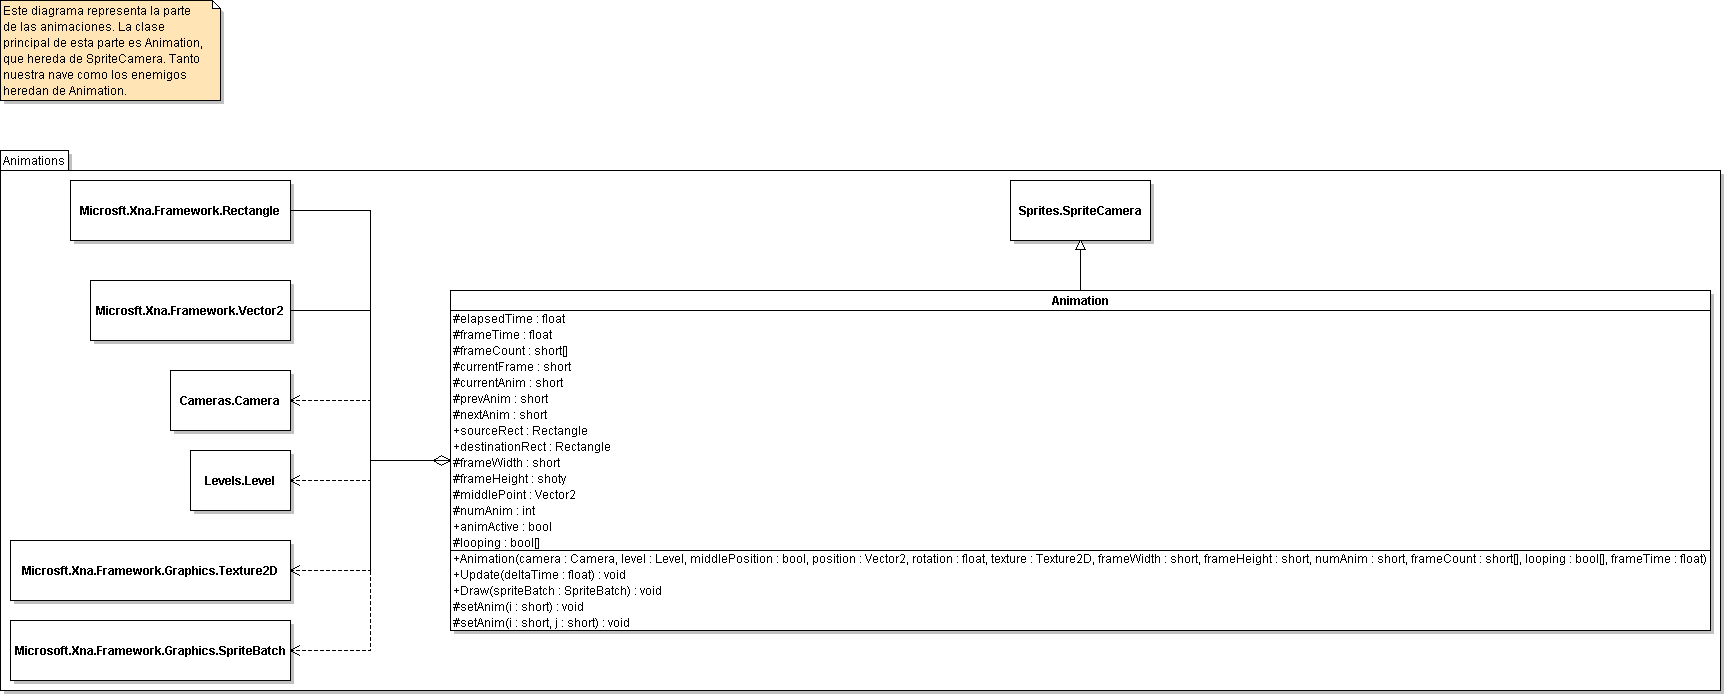 Este diagrama representa la parte
de las animaciones. La clase
principal de esta parte es Animation,
que hereda de SpriteCamera. Tanto
nuestra nave como los enemigos
heredan de Animation.
Animations
Microsft.Xna.Framework.Rectangle
Microsft.Xna.Framework.Vector2
Cameras.Camera
Levels.Level
Microsft.Xna.Framework.Graphics.Texture2D
Microsoft.Xna.Framework.Graphics.SpriteBatch
Sprites.SpriteCamera
Animation
#elapsedTime : float
#frameTime : float
#frameCount : short[]
#currentFrame : short
#currentAnim : short
#prevAnim : short
#nextAnim : short
+sourceRect : Rectangle
+destinationRect : Rectangle
#frameWidth : short
#frameHeight : shoty
#middlePoint : Vector2
#numAnim : int
+animActive : bool
#looping : bool[]
+Animation(camera : Camera, level : Level, middlePosition : bool, position : Vector2, rotation : float, texture : Texture2D, frameWidth : short, frameHeight : short, numAnim : short, frameCount : short[], looping : bool[], frameTime : float)
+Update(deltaTime : float) : void
+Draw(spriteBatch : SpriteBatch) : void
#setAnim(i : short) : void
#setAnim(i : short, j : short) : void